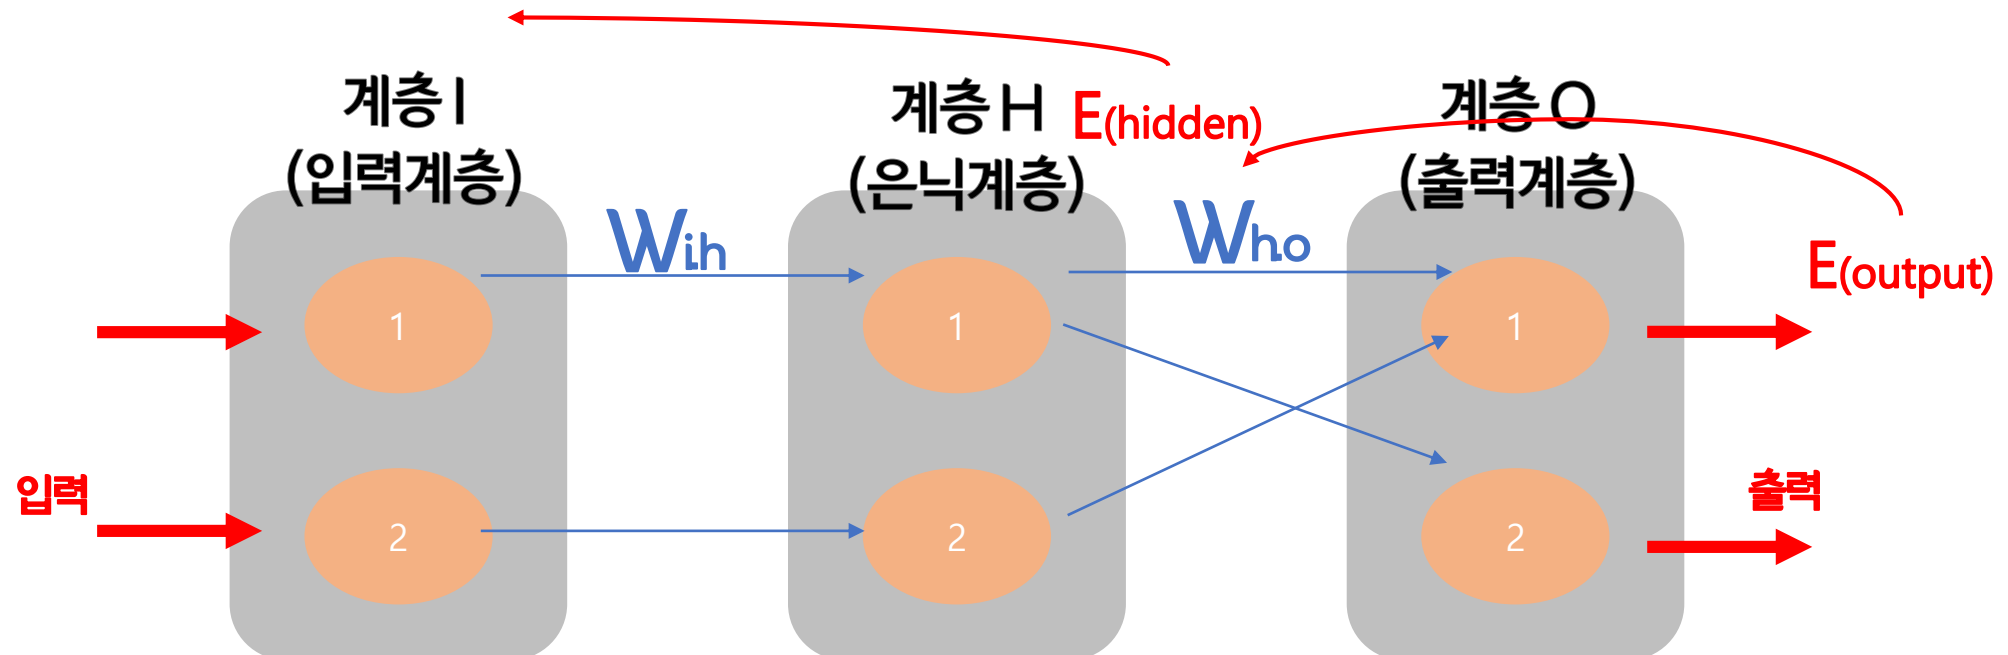 계층 I
(입력계층)
계층 H
(은닉계층)
E(hidden)
계층 O
(출력계층)
Wih
Who
E(output)
1
1
1
입력
2
2
2
출력